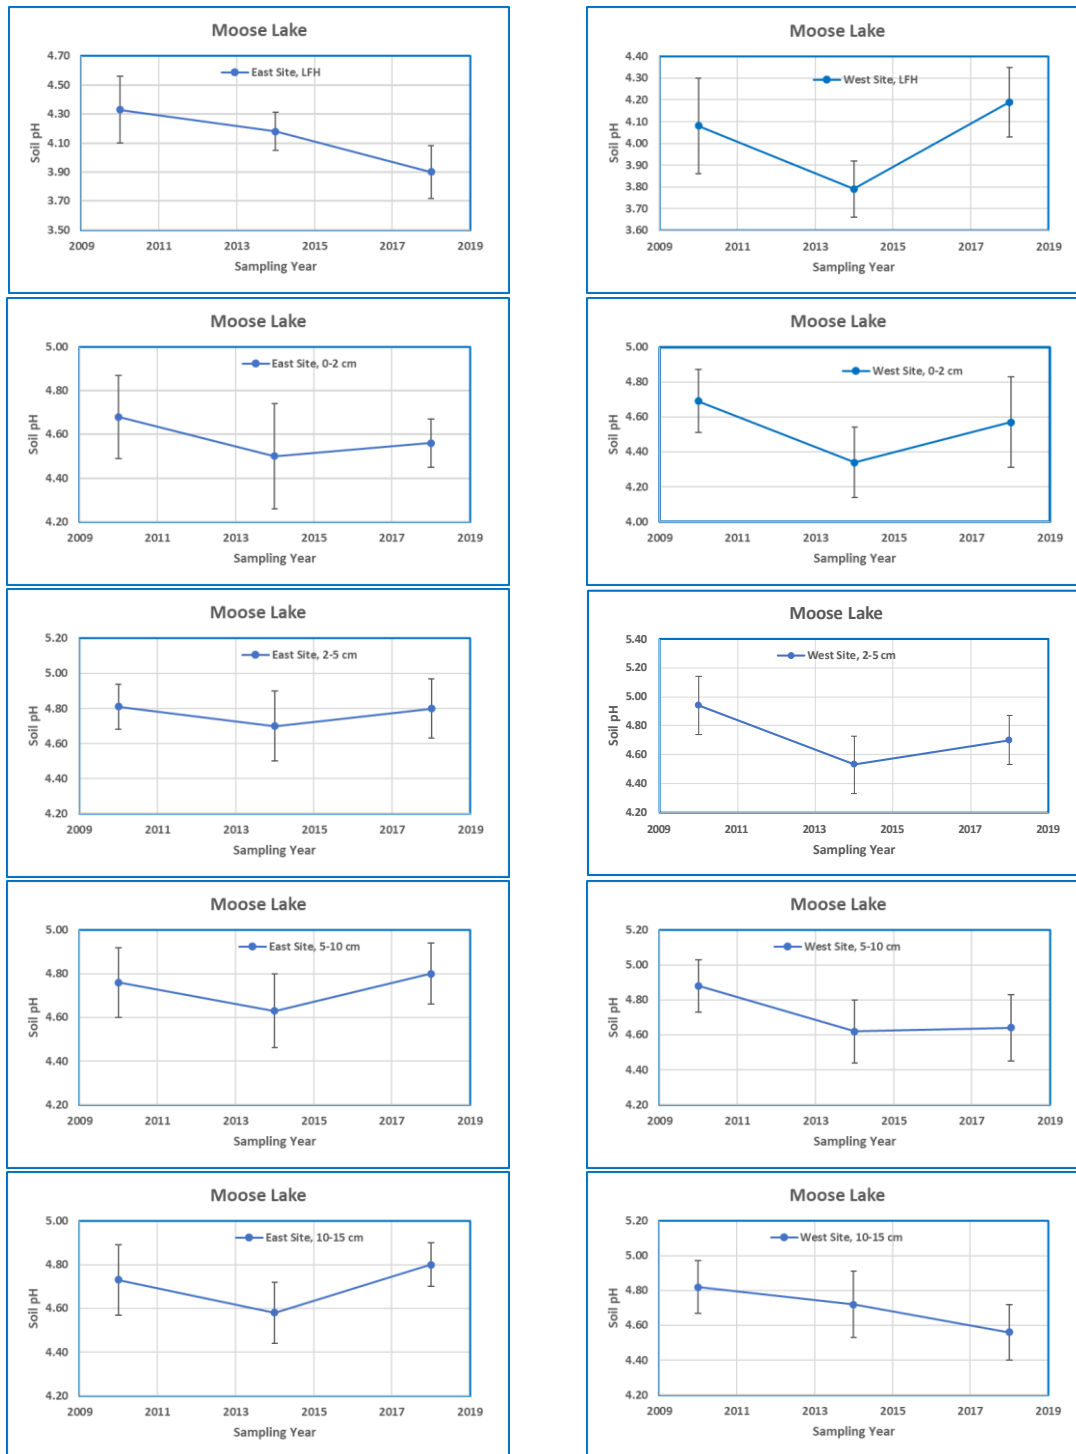 Moose Lake
East Site, LFH
4.70
4.50
4.30
4.10
3.90
3.70
3.50
Soil pH
2009 2011 2013 2015 2017 2019
Sampling Year
Moose Lake
West Site, LFH
4.40
4.30
4.20
4.10
4.00
3.90
3.80
3.70
3.60
Soil pH
2009 2011 2013 2015 2017 2019
Sampling Year
Moose Lake
East Site, 0-2 cm
5.00
4.80
4.60
4.40
4.20
Soil pH
2009 2011 2013 2015 2017 2019
Sampling Year
Moose Lake
West Site, 0-2 cm
5.00
4.80
4.60
4.40
4.20
4.00
Soil pH
2009 2011 2013 2015 2017 2019
Sampling Year
Moose Lake
East Site, 2-5 cm
5.20
5.00
4.80
4.60
4.40
4.20
Soil pH
2009 2011 2013 2015 2017 2019
Sampling Year
Moose Lake
West Site, 2-5 cm
5.40
5.20
5.00
4.80
4.60
4.40
4.20
Soil pH
2009 2011 2013 2015 2017 2019
Sampling Year
Moose Lake
East Site, 5-10 cm
5.00
4.80
4.60
4.40
4.20
Soil pH
2009 2011 2013 2015 2017 2019
Sampling Year
Moose Lake
West Site, 5-10 cm
5.20
5.00
4.80
4.60
4.40
4.20
Soil pH
2009 2011 2013 2015 2017 2019
Sampling Year
Moose Lake
East Site, 10-15 cm
5.00
4.80
4.60
4.40
4.20
Soil pH
2009 2011 2013 2015 2017 2019
Sampling Year
Moose Lake
West Site, 10-15 cm
5.20
5.00
4.80
4.60
4.40
4.20
Soil pH
2009 2011 2013 2015 2017 2019
Sampling Year